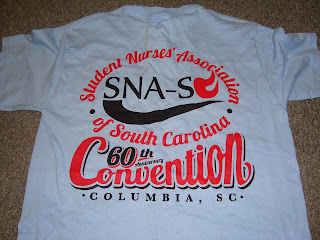 Student Nurses' Association
SNA-SC
of South Carolina
60th
Anniversary
Convention
• COLUMBIA, SC •